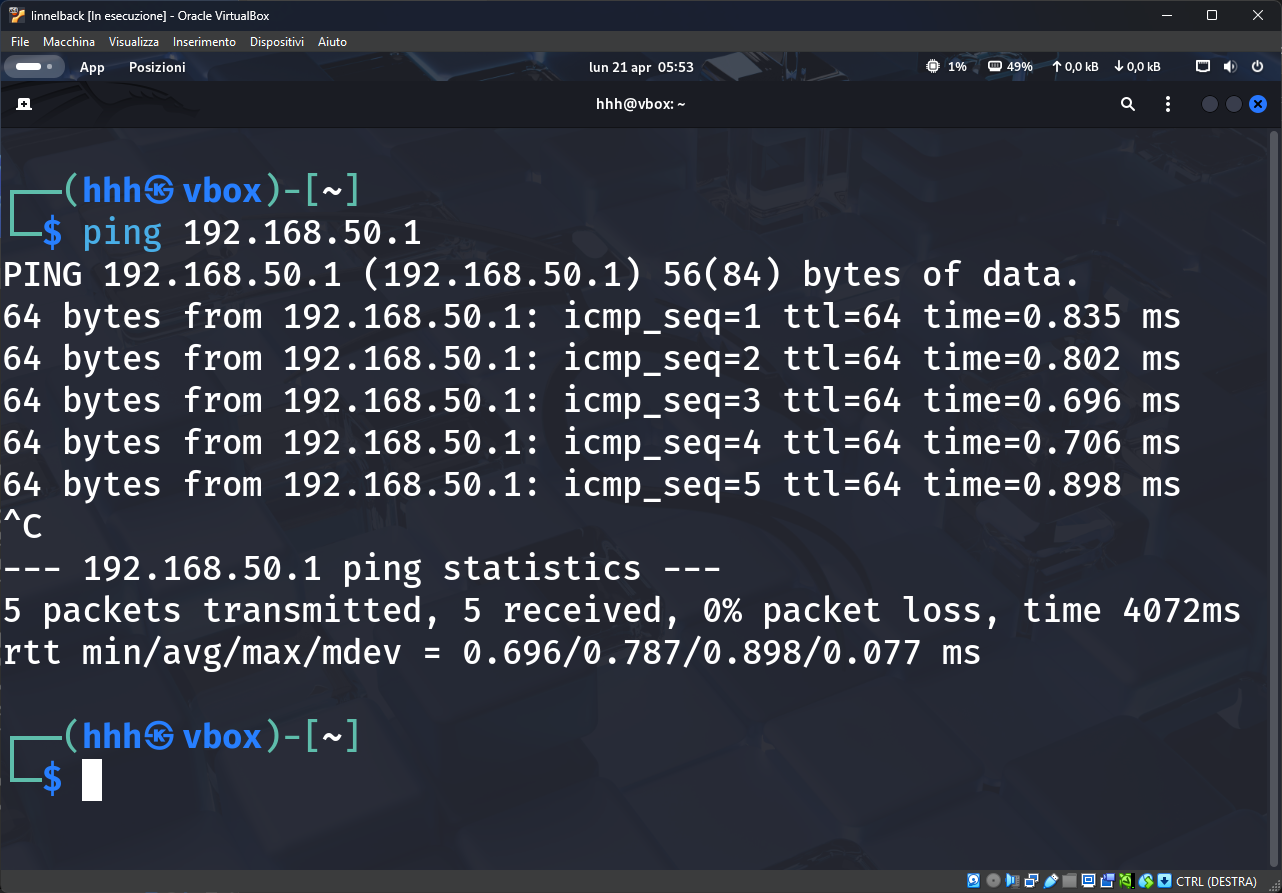 linnelback [In esecuzione] - Oracle VirtualBox
File Macchina Visualizza Inserimento Dispositivi Aiuto
App Posizioni lun 21 apr 05:53 1% 49% ↑0,0 kB ↓0,0 kB
hhh@vbox: ~
┌──(hhh㉿vbox)-[~]
└─$ ping 192.168.50.1
PING 192.168.50.1 (192.168.50.1) 56(84) bytes of data.
64 bytes from 192.168.50.1: icmp_seq=1 ttl=64 time=0.835 ms
64 bytes from 192.168.50.1: icmp_seq=2 ttl=64 time=0.802 ms
64 bytes from 192.168.50.1: icmp_seq=3 ttl=64 time=0.696 ms
64 bytes from 192.168.50.1: icmp_seq=4 ttl=64 time=0.706 ms
64 bytes from 192.168.50.1: icmp_seq=5 ttl=64 time=0.898 ms
^C
--- 192.168.50.1 ping statistics ---
5 packets transmitted, 5 received, 0% packet loss, time 4072ms
rtt min/avg/max/mdev = 0.696/0.787/0.898/0.077 ms
┌──(hhh㉿vbox)-[~]
└─$
CTRL (DESTRA)